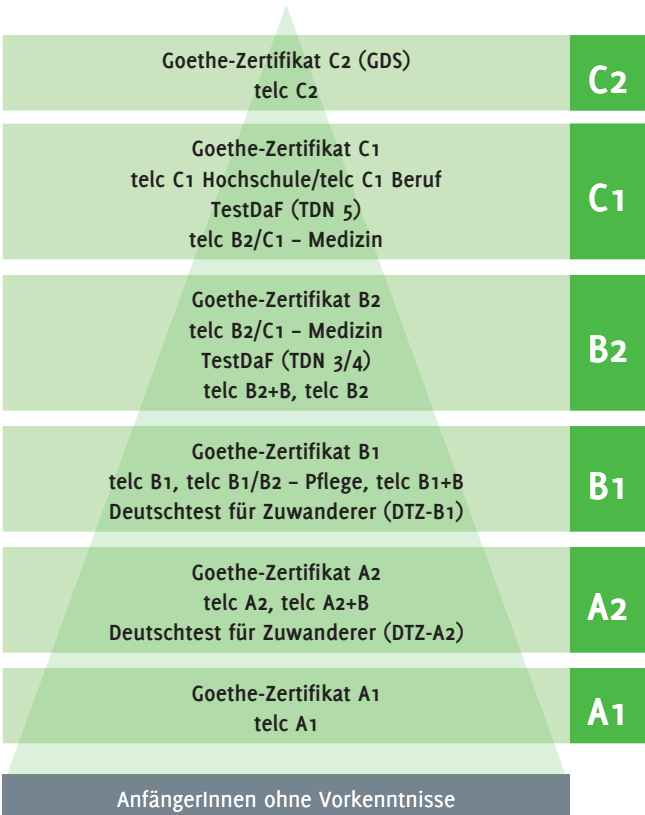 Goethe-Zertifikat C2 (GDS)
telc C2
C2
Goethe-Zertifikat C1
telc C1 Hochschule/telc C1 Beruf
TestDaF (TDN 5)
telc B2/C1 – Medizin
C1
Goethe-Zertifikat B2
telc B2/C1 – Medizin
TestDaF (TDN 3/4)
telc B2+B, telc B2
B2
Goethe-Zertifikat B1
telc B1, telc B1/B2 – Pflege, telc B1+B
Deutschtest für Zuwanderer (DTZ-B1)
B1
Goethe-Zertifikat A2
telc A2, telc A2+B
Deutschtest für Zuwanderer (DTZ-A2)
A2
Goethe-Zertifikat A1
telc A1
A1
AnfängerInnen ohne Vorkenntnisse